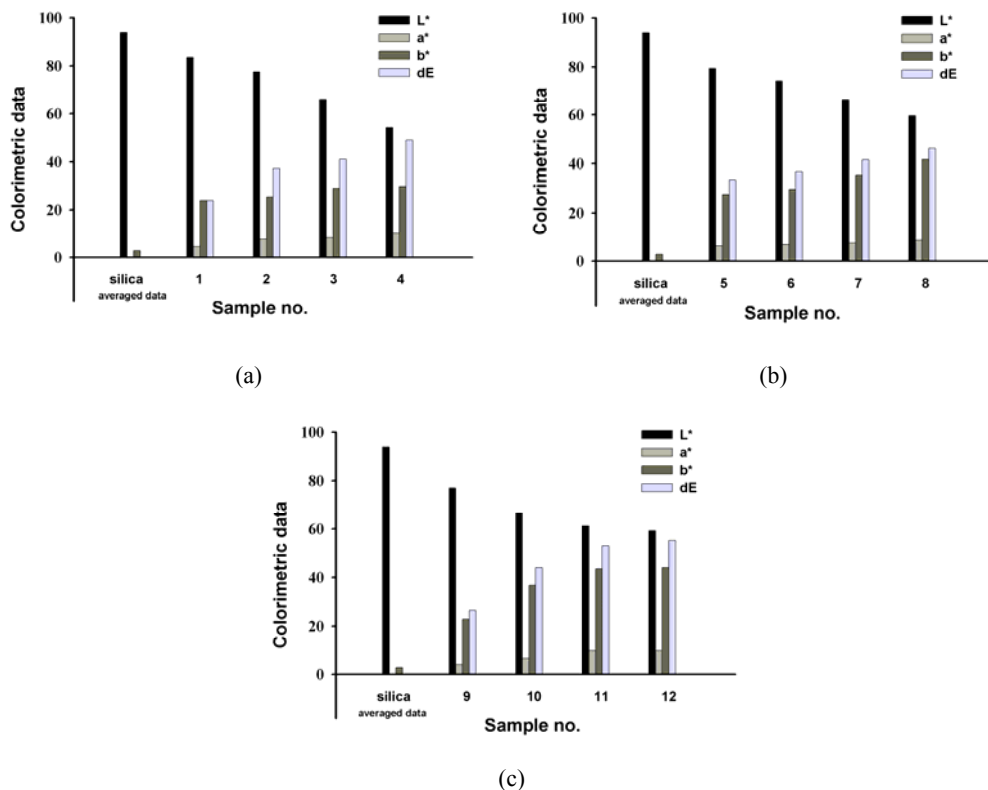 100
80
60
40
20
0
Colorimetric data
L*
a*
b*
dE
silica 1 2 3 4
averaged data
Sample no.
(a)
100
80
60
40
20
0
Colorimetric data
L*
a*
b*
dE
silica 5 6 7 8
averaged data
Sample no.
(b)
100
80
60
40
20
0
Colorimetric data
L*
a*
b*
dE
silica 9 10 11 12
averaged data
Sample no.
(c)